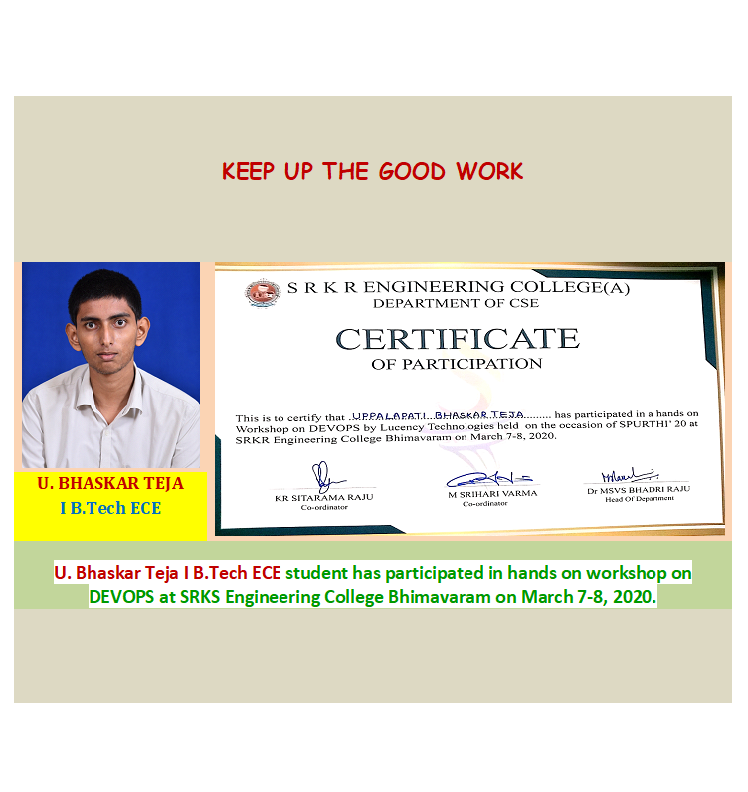 KEEP UP THE GOOD WORK
S R K R ENGINEERING COLLEGE(A)
DEPARTMENT OF CSE
CERTIFICATE
OF PARTICIPATION
This is to certify that .UPPALAPATI BHASKAR TEJA.......... has participated in a hands on
Workshop on DEVOPS by Lucency Technologies held on the occasion of SPURTHI' 20 at
SRKR Engineering College Bhimavaram on March 7-8, 2020.
KR SITARAMA RAJU
Co-ordinator
M SRIHARI VARMA
Co-ordinator
Dr MSVS BHADRI RAJU
Head Of Department
U. BHASKAR TEJA
I B.Tech ECE
U. Bhaskar Teja I B.Tech ECE student has participated in hands on workshop on
DEVOPS at SRKS Engineering College Bhimavaram on March 7-8, 2020.